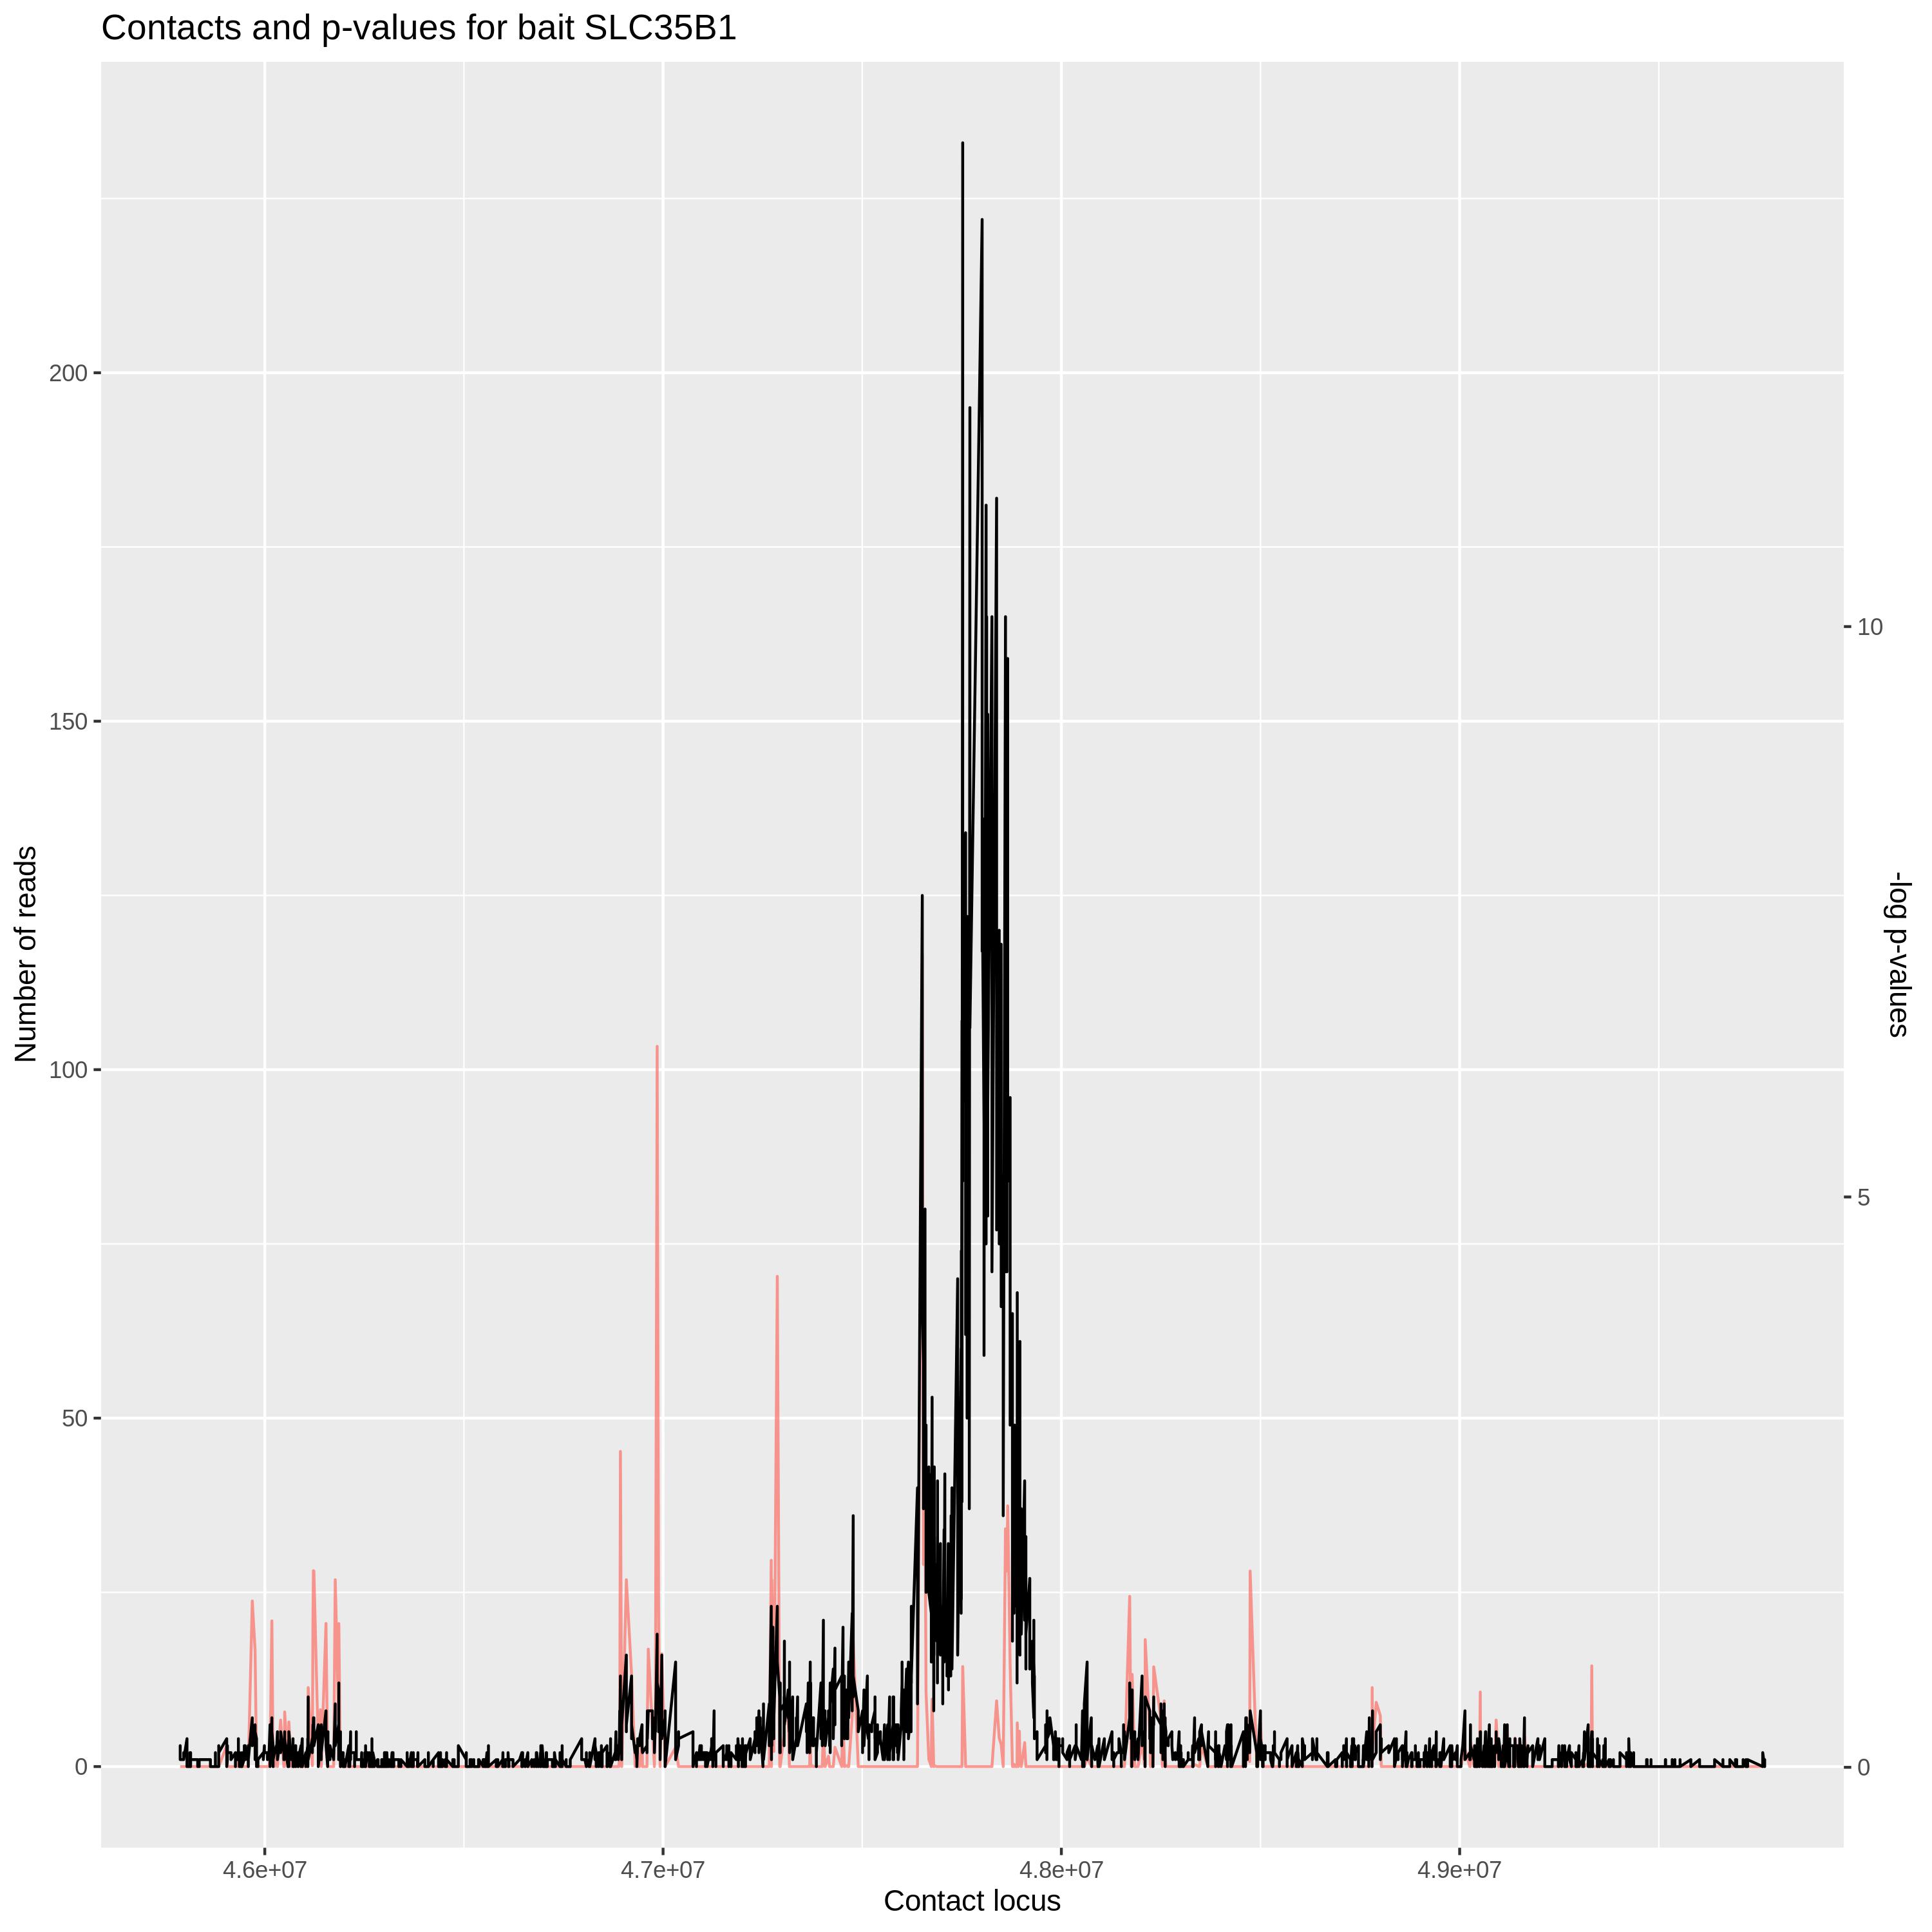 Contacts and p-values for bait SLC35B1
Number of reads
200
150
100
50
0
10
5
0
-log p-values
4.6e+07 4.7e+07 4.8e+07 4.9e+07
Contact locus